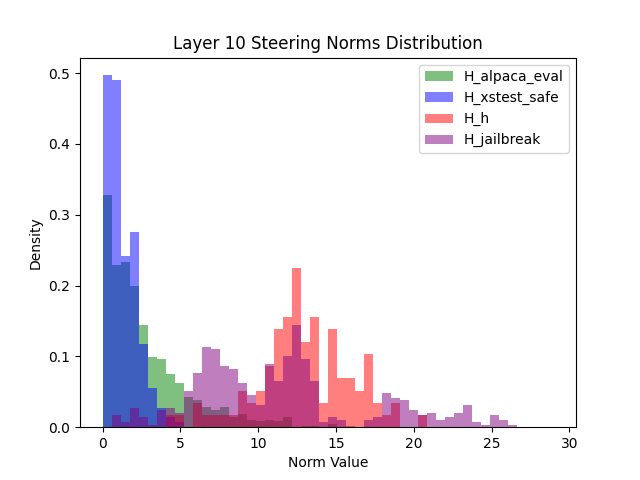 Layer 10 Steering Norms Distribution
H_alpaca_eval
H_xstest_safe
H_h
H_jailbreak
Density
0.5
0.4
0.3
0.2
0.1
0.0
0 5 10 15 20 25 30
Norm Value